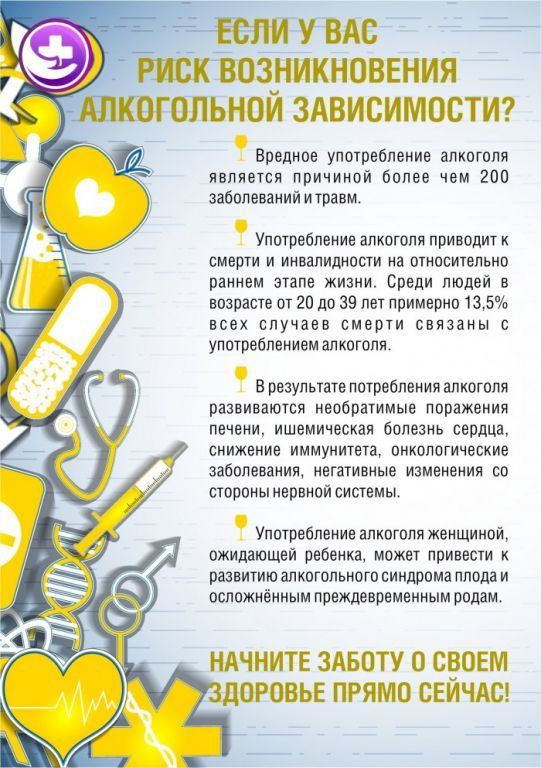 ЕСЛИ У ВАС
РИСК ВОЗНИКНОВЕНИЯ
АЛКОГОЛЬНОЙ ЗАВИСИМОСТИ?
Вредное употребление алкоголя
является причиной более чем 200
заболеваний и травм.
Употребление алкоголя приводит к
смерти и инвалидности на относительно
раннем этапе жизни. Среди людей в
возрасте от 20 до 39 лет примерно 13,5%
всех случаев смерти связаны с
употреблением алкоголя.
В результате потребления алкоголя
развиваются необратимые поражения
печени, ишемическая болезнь сердца,
снижение иммунитета, онкологические
заболевания, негативные изменения со
стороны нервной системы.
Употребление алкоголя женщиной,
ожидающей ребенка, может привести к
развитию алкогольного синдрома плода и
осложнённым преждевременным родам.
НАЧНИТЕ ЗАБОТУ О СВОЕМ
ЗДОРОВЬЕ ПРЯМО СЕЙЧАС!